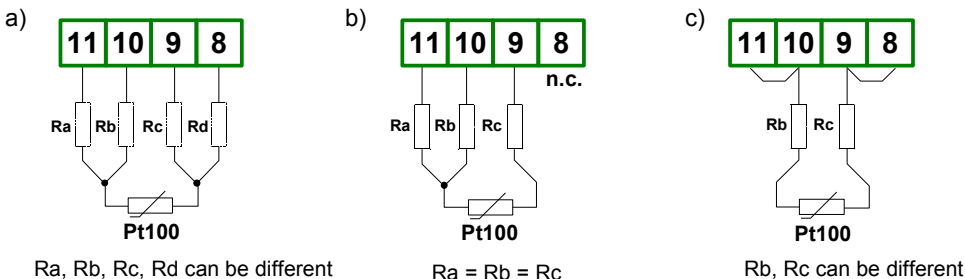 a)
11 10 9 8
Ra Rb Rc Rd
Pt100
Ra, Rb, Rc, Rd can be different
b)
11 10 9 8
n.c.
Ra Rb Rc
Pt100
Ra = Rb = Rc
c)
11 10 9 8
Rb Rc
Pt100
Rb, Rc can be different